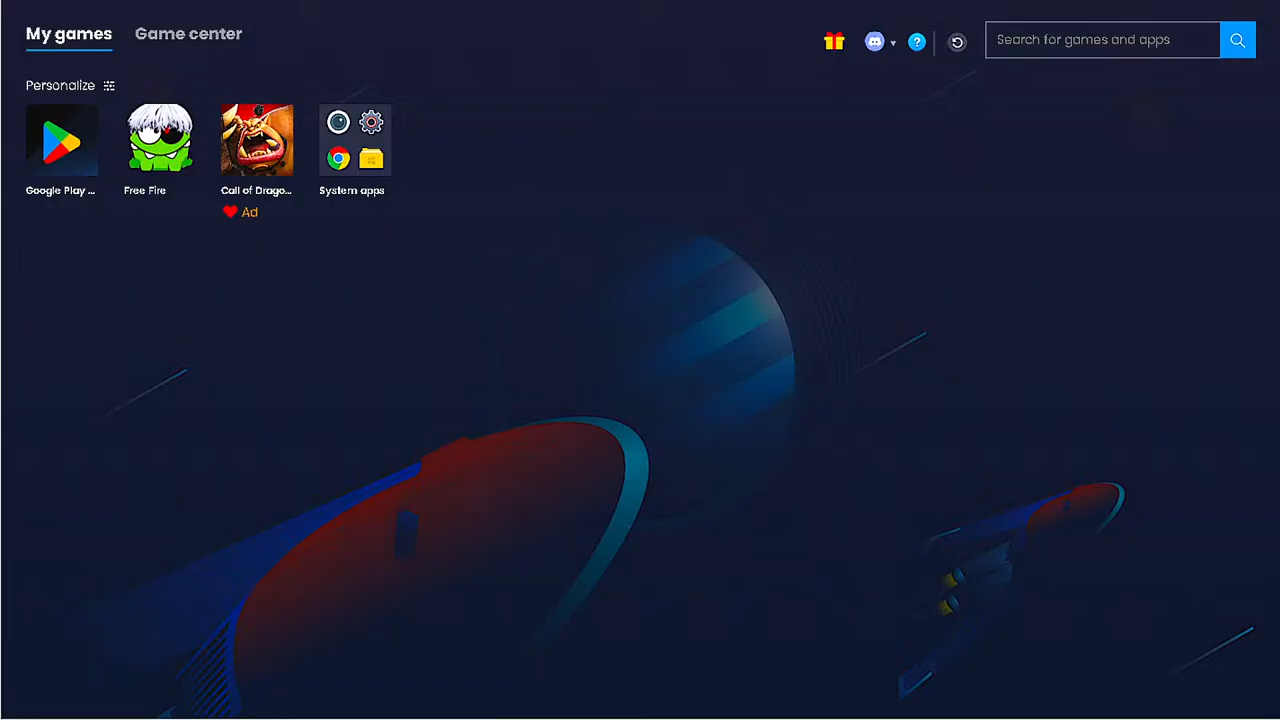 My games Game center
Search for games and apps
Personalize
Google Play ... Free Fire Call of Drago... System apps
Ad